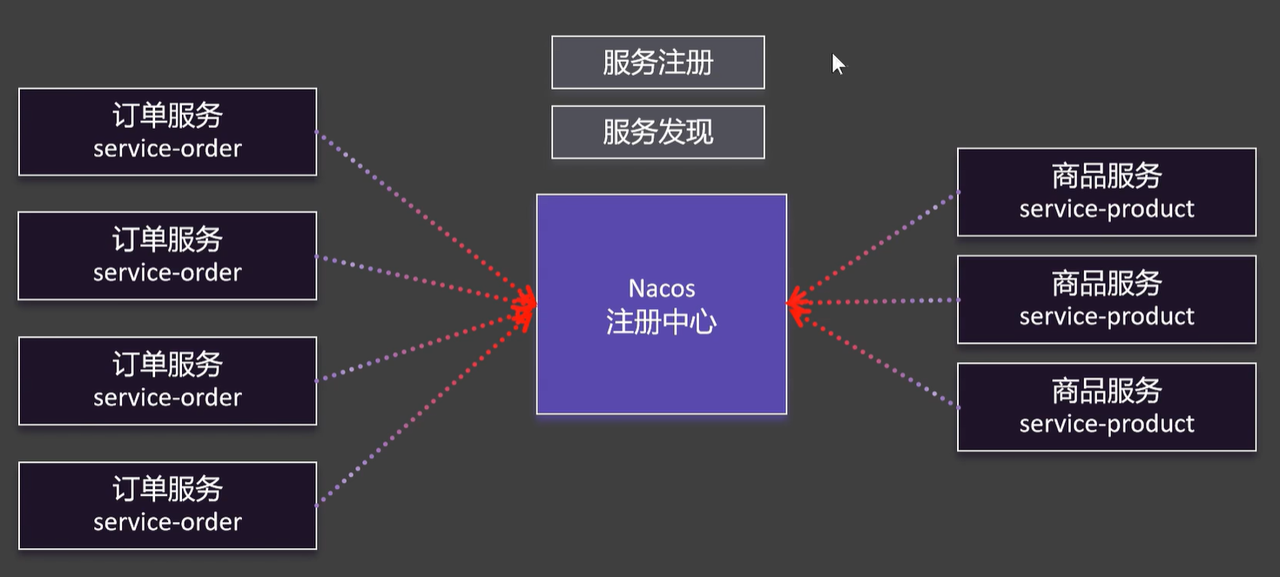 服务注册
服务发现
订单服务
service-order
订单服务
service-order
订单服务
service-order
订单服务
service-order
Nacos
注册中心
商品服务
service-product
商品服务
service-product
商品服务
service-product